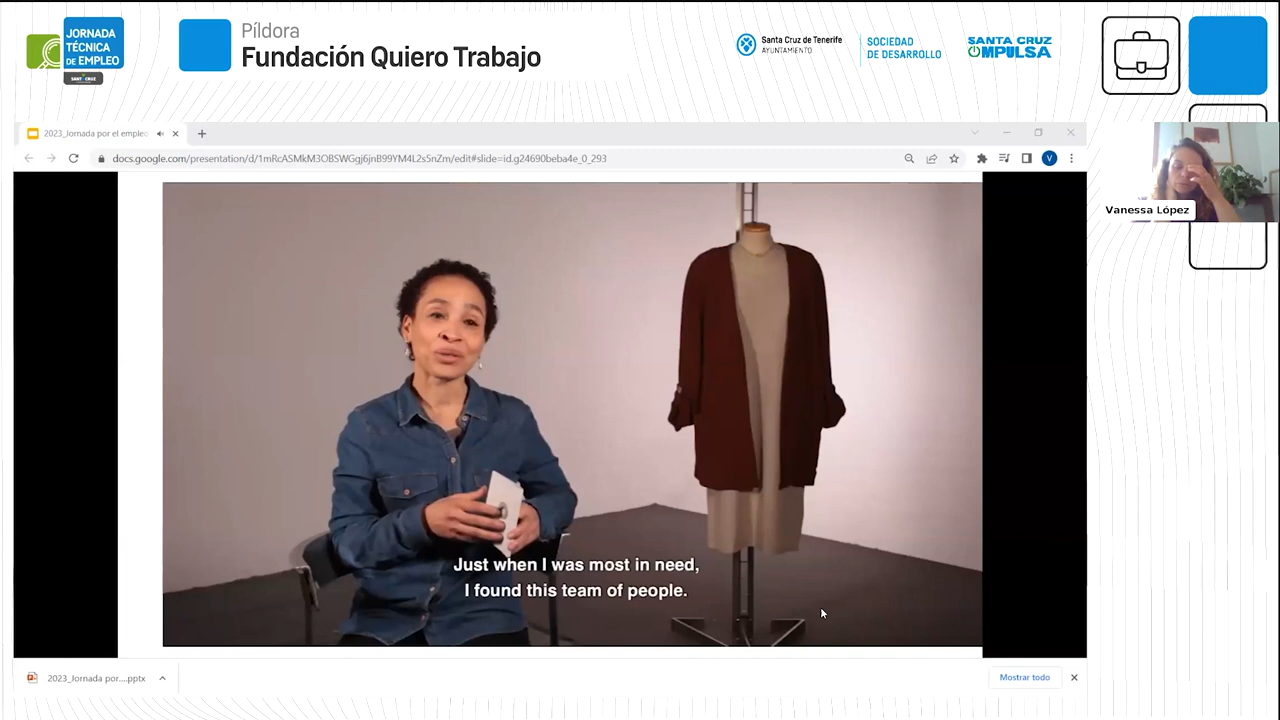 JORNADA
TÉCNICA
DE EMPLEO
Píldora
Fundación Quiero Trabajo
Santa Cruz de Tenerife
AYUNTAMIENTO
SOCIEDAD
DE DESARROLLO
SANTA CRUZ
IMPULSA
2023_Jornada por el empleo
docs.google.com/presentation/d/1mRcASMkM3OBSWGgj6jnB99YM4L2s5nZm/edit#slide=id.g24690beba4e_0_293
V
Vanessa López
Just when I was most in need,
I found this team of people.
2023_Jornada por....pptx
Mostrar todo